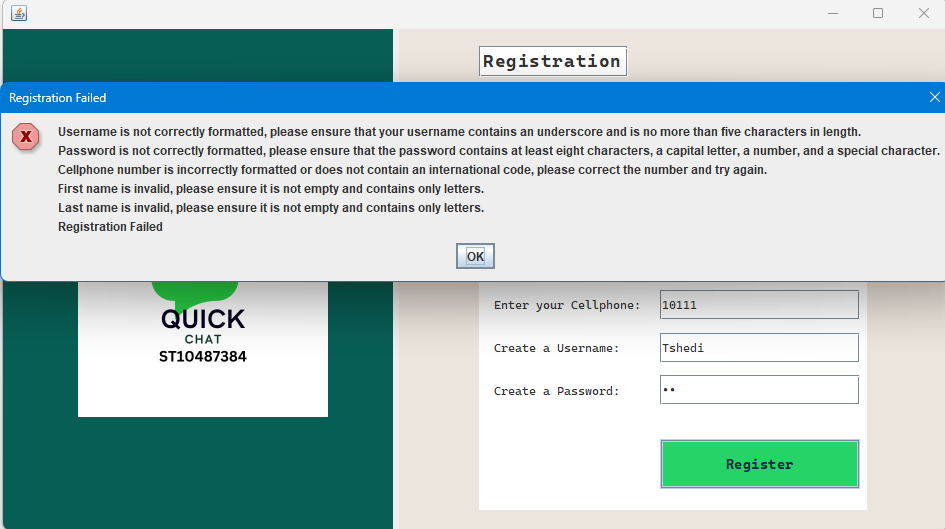 Registration
Registration Failed
Username is not correctly formatted, please ensure that your username contains an underscore and is no more than five characters in length.
Password is not correctly formatted, please ensure that the password contains at least eight characters, a capital letter, a number, and a special character.
Cellphone number is incorrectly formatted or does not contain an international code, please correct the number and try again.
First name is invalid, please ensure it is not empty and contains only letters.
Last name is invalid, please ensure it is not empty and contains only letters.
Registration Failed
OK
QUICK
CHAT
ST10487384
Enter your Cellphone: 10111
Create a Username: Tshedi
Create a Password: ••
Register